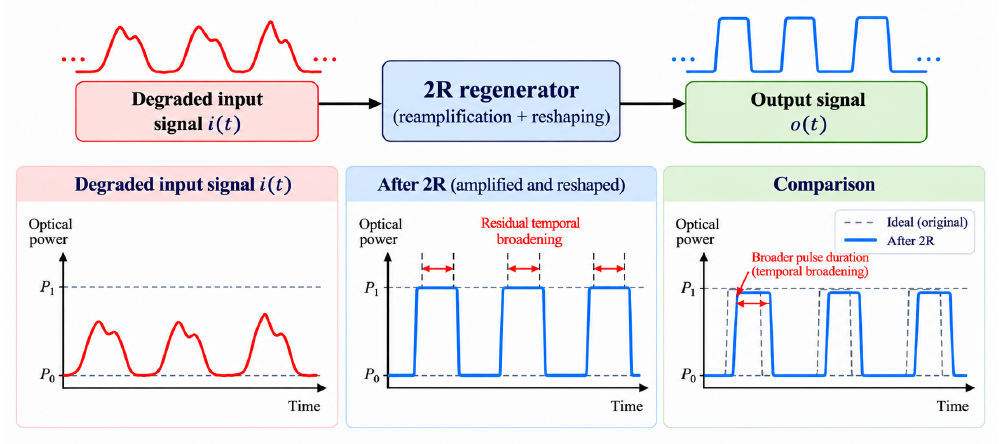 Degraded input
signal i(t)
2R regenerator
(reamplification + reshaping)
Output signal
o(t)
Degraded input signal i(t)
Optical
power
P₁
P₀
Time
After 2R (amplified and reshaped)
Residual temporal
broadening
Optical
power
P₁
P₀
Time
Comparison
Optical
power
Ideal (original)
After 2R
Broader pulse duration
(temporal broadening)
P₁
P₀
Time